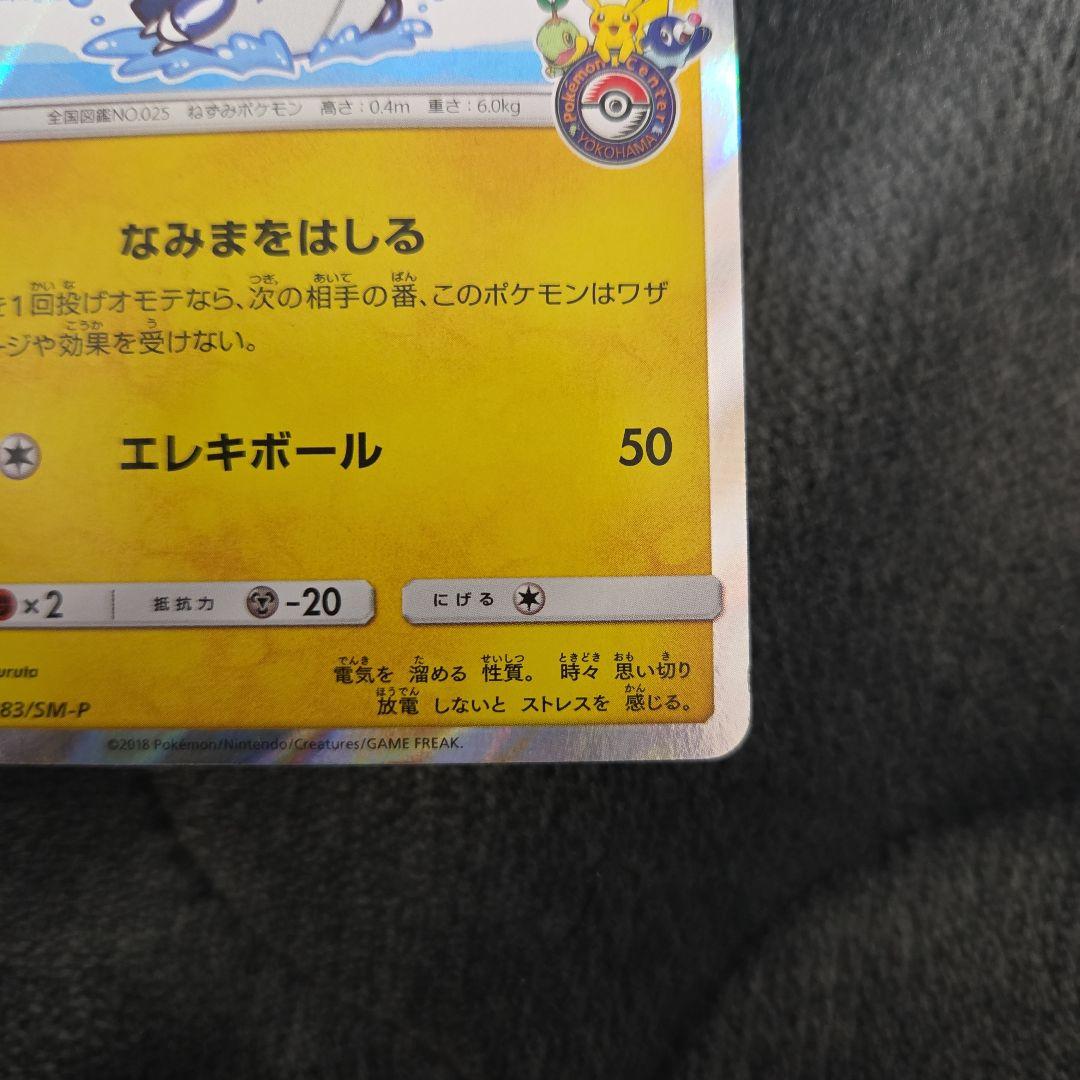 Pokémon Center
YOKOHAMA
全国図鑑NO.025 ねずみポケモン 高さ：0.4m 重さ：6.0kg
なみまをはしる
を1回投げオモテなら、次の相手の番、このポケモンはワザ
ージや効果を受けない。
エレキボール 50
×2 抵抗力 -20 にげる
電気を 溜める 性質。 時々 思い切り
放電 しないと ストレスを 感じる。
uruta
83/SM-P
©2018 Pokémon/Nintendo/Creatures/GAME FREAK.